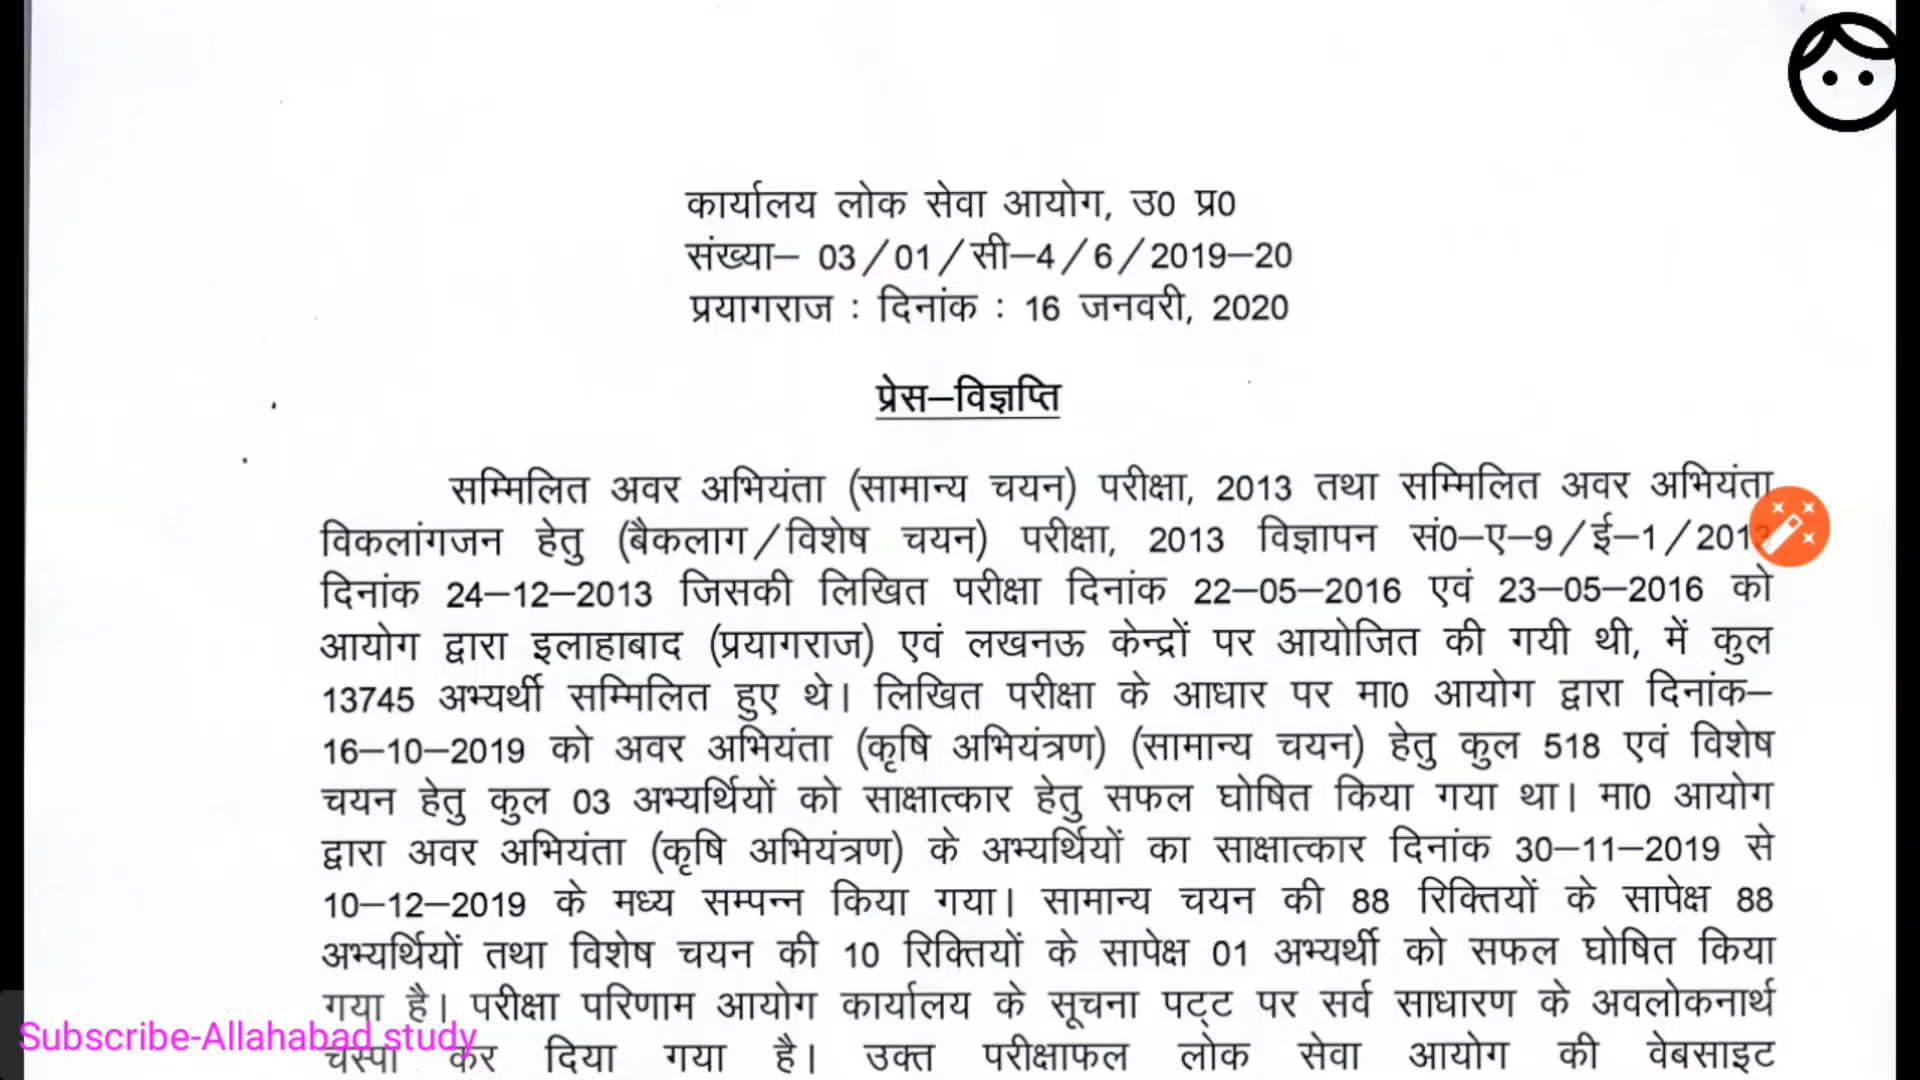 कार्यालय लोक सेवा आयोग, उ0 प्र0
संख्या– 03/01/सी–4/6/2019–20
प्रयागराज : दिनांक : 16 जनवरी, 2020
प्रेस–विज्ञप्ति
सम्मिलित अवर अभियंता (सामान्य चयन) परीक्षा, 2013 तथा सम्मिलित अवर अभियंता
विकलांगजन हेतु (बैकलाग/विशेष चयन) परीक्षा, 2013 विज्ञापन सं0–ए–9/ई–1/2013
दिनांक 24–12–2013 जिसकी लिखित परीक्षा दिनांक 22–05–2016 एवं 23–05–2016 को
आयोग द्वारा इलाहाबाद (प्रयागराज) एवं लखनऊ केन्द्रों पर आयोजित की गयी थी, में कुल
13745 अभ्यर्थी सम्मिलित हुए थे। लिखित परीक्षा के आधार पर मा0 आयोग द्वारा दिनांक–
16–10–2019 को अवर अभियंता (कृषि अभियंत्रण) (सामान्य चयन) हेतु कुल 518 एवं विशेष
चयन हेतु कुल 03 अभ्यर्थियों को साक्षात्कार हेतु सफल घोषित किया गया था। मा0 आयोग
द्वारा अवर अभियंता (कृषि अभियंत्रण) के अभ्यर्थियों का साक्षात्कार दिनांक 30–11–2019 से
10–12–2019 के मध्य सम्पन्न किया गया। सामान्य चयन की 88 रिक्तियों के सापेक्ष 88
अभ्यर्थियों तथा विशेष चयन की 10 रिक्तियों के सापेक्ष 01 अभ्यर्थी को सफल घोषित किया
गया है। परीक्षा परिणाम आयोग कार्यालय के सूचना पट्ट पर सर्व साधारण के अवलोकनार्थ
चस्पा कर दिया गया है। उक्त परीक्षाफल लोक सेवा आयोग की वेबसाइट
Subscribe-Allahabad study